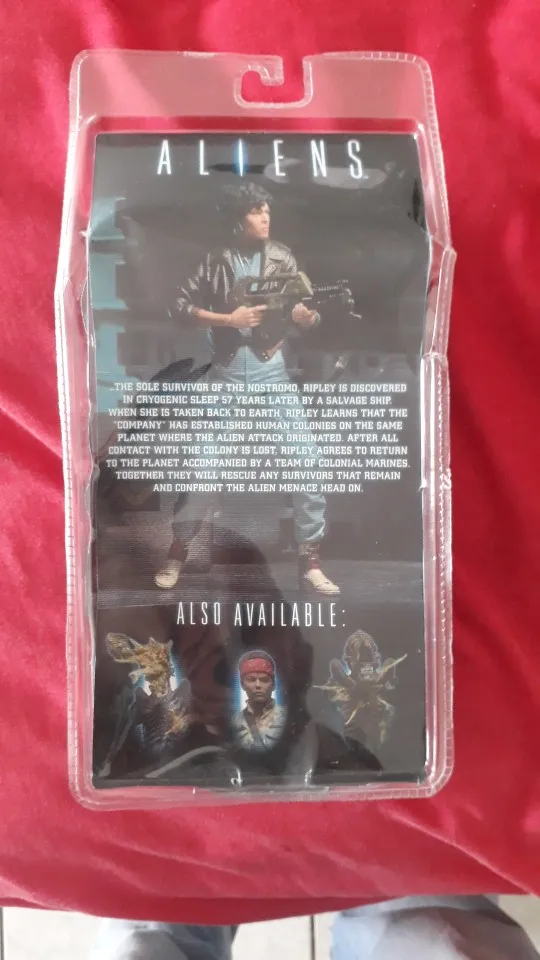 ALIENS
..THE SOLE SURVIVOR OF THE NOSTROMO, RIPLEY IS DISCOVERED
IN CRYOGENIC SLEEP 57 YEARS LATER BY A SALVAGE SHIP.
WHEN SHE IS TAKEN BACK TO EARTH, RIPLEY LEARNS THAT THE
"COMPANY" HAS ESTABLISHED HUMAN COLONIES ON THE SAME
PLANET WHERE THE ALIEN ATTACK ORIGINATED. AFTER ALL
CONTACT WITH THE COLONY IS LOST, RIPLEY AGREES TO RETURN
TO THE PLANET ACCOMPANIED BY A TEAM OF COLONIAL MARINES.
TOGETHER THEY WILL RESCUE ANY SURVIVORS THAT REMAIN
AND CONFRONT THE ALIEN MENACE HEAD ON.
ALSO AVAILABLE: